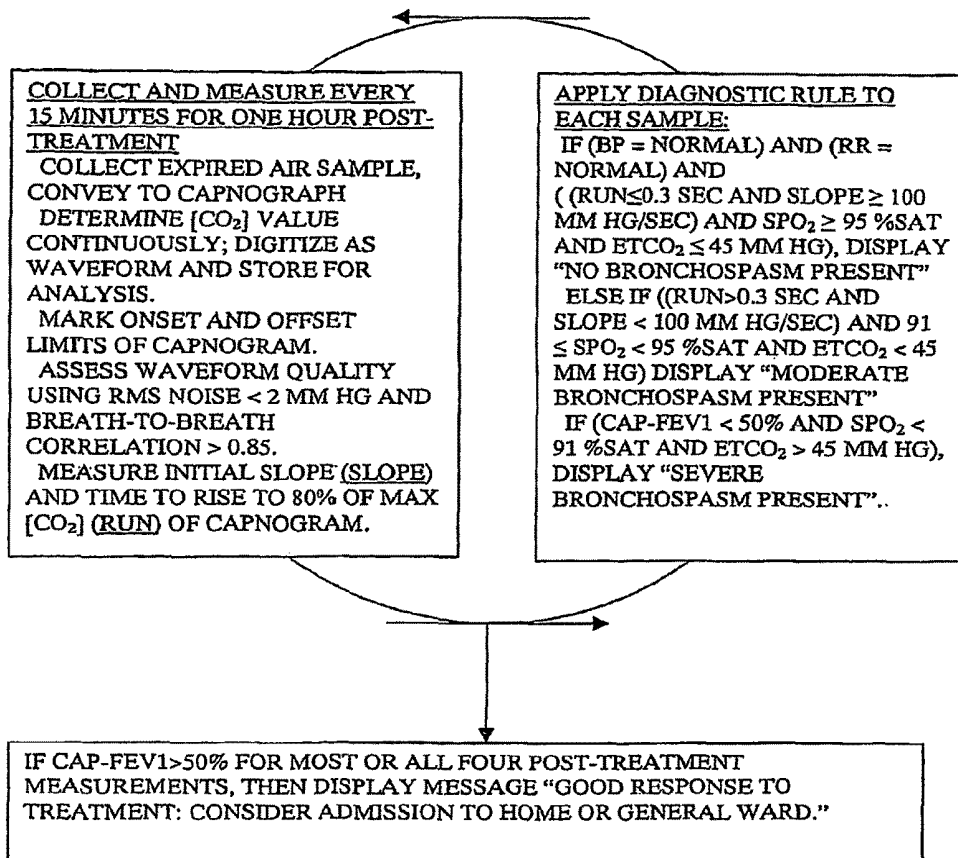 COLLECT AND MEASURE EVERY
15 MINUTES FOR ONE HOUR POST-
TREATMENT
COLLECT EXPIRED AIR SAMPLE,
CONVEY TO CAPNOGRAPH
DETERMINE [CO₂] VALUE
CONTINUOUSLY; DIGITIZE AS
WAVEFORM AND STORE FOR
ANALYSIS.
MARK ONSET AND OFFSET
LIMITS OF CAPNOGRAM.
ASSESS WAVEFORM QUALITY
USING RMS NOISE < 2 MM HG AND
BREATH-TO-BREATH
CORRELATION > 0.85.
MEASURE INITIAL SLOPE (SLOPE)
AND TIME TO RISE TO 80% OF MAX
[CO₂] (RUN) OF CAPNOGRAM.
APPLY DIAGNOSTIC RULE TO
EACH SAMPLE:
IF (BP = NORMAL) AND (RR =
NORMAL) AND
( (RUN≤0.3 SEC AND SLOPE ≥ 100
MM HG/SEC) AND SPO₂ ≥ 95 %SAT
AND ETCO₂ ≤ 45 MM HG), DISPLAY
"NO BRONCHOSPASM PRESENT"
ELSE IF ((RUN>0.3 SEC AND
SLOPE < 100 MM HG/SEC) AND 91
≤ SPO₂ < 95 %SAT AND ETCO₂ < 45
MM HG) DISPLAY "MODERATE
BRONCHOSPASM PRESENT"
IF (CAP-FEV1 < 50% AND SPO₂ <
91 %SAT AND ETCO₂ > 45 MM HG),
DISPLAY "SEVERE
BRONCHOSPASM PRESENT"..
IF CAP-FEV1>50% FOR MOST OR ALL FOUR POST-TREATMENT
MEASUREMENTS, THEN DISPLAY MESSAGE "GOOD RESPONSE TO
TREATMENT: CONSIDER ADMISSION TO HOME OR GENERAL WARD."